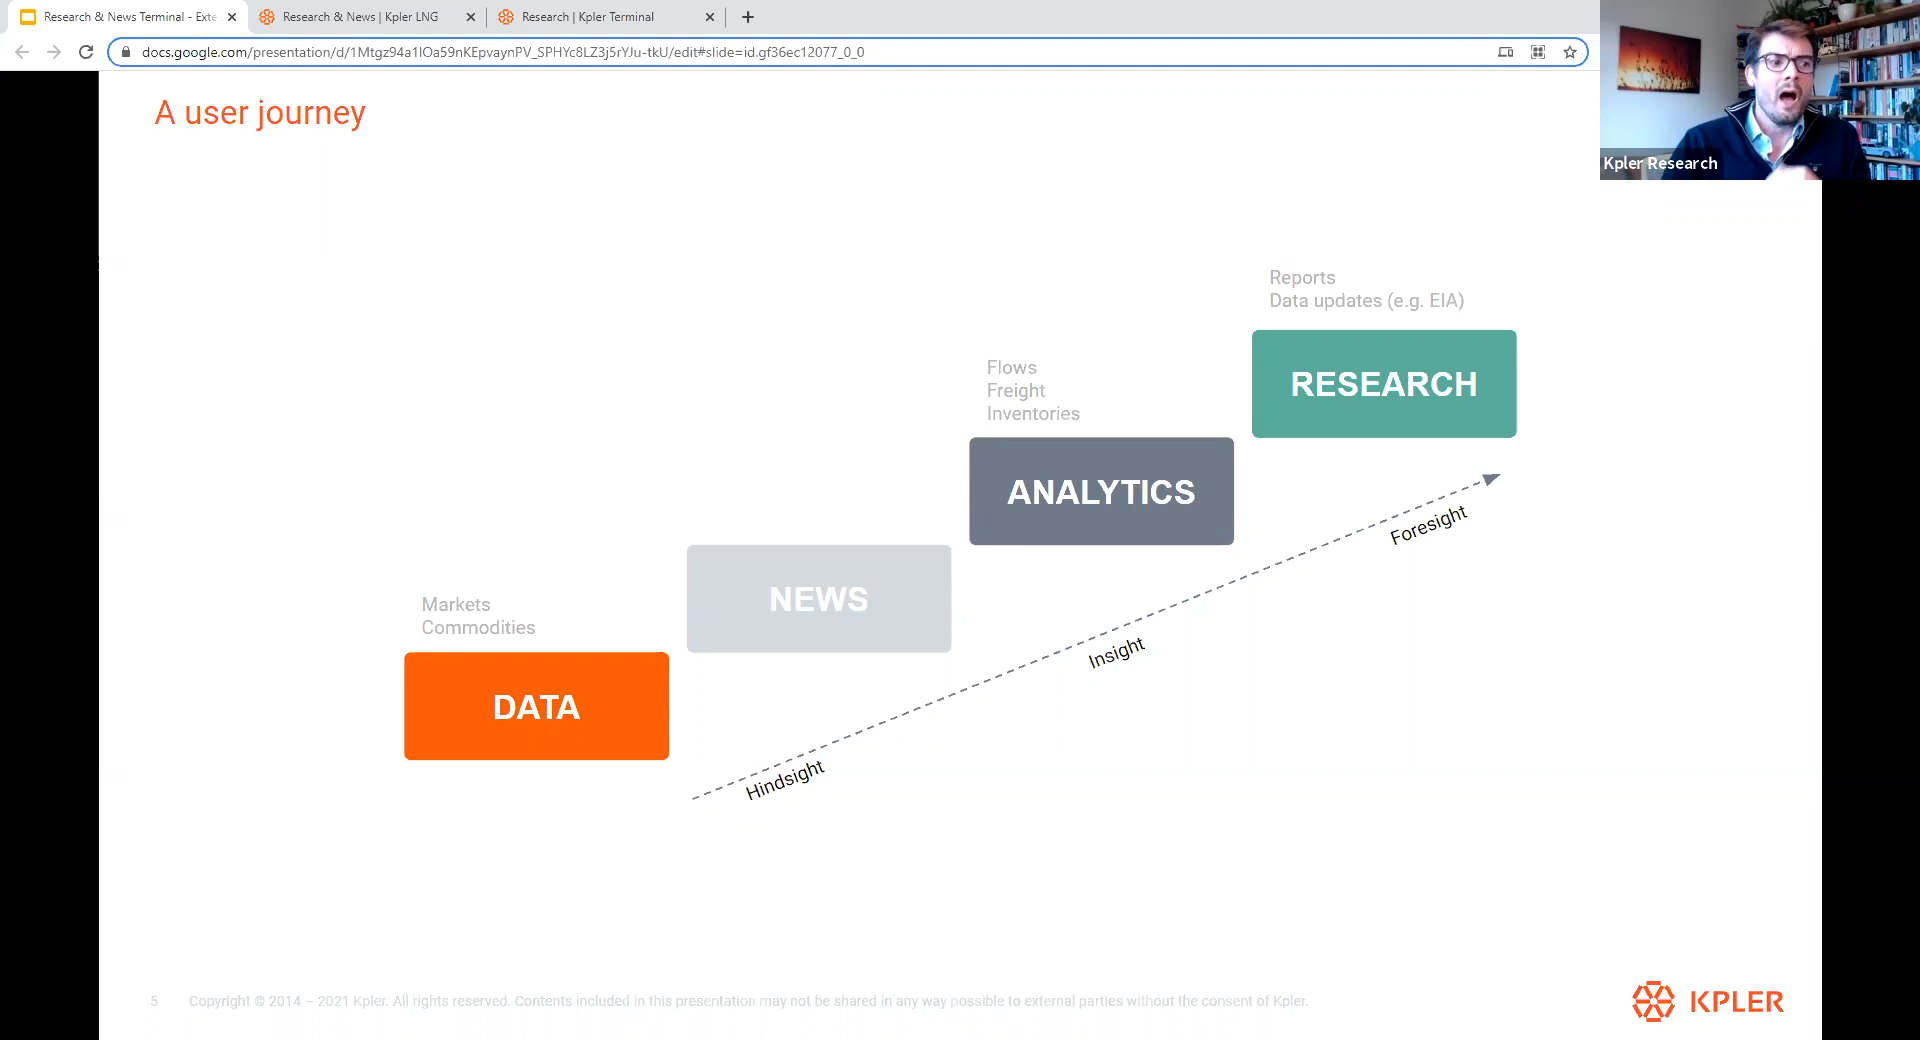 Research & News Terminal - Exte
Research & News | Kpler LNG
Research | Kpler Terminal
docs.google.com/presentation/d/1Mtgz94a1lOa59nKEpvaynPV_SPHYc8LZ3j5rYJu-tkU/edit#slide=id.gf36ec12077_0_0
Kpler Research
A user journey
Reports
Data updates (e.g. EIA)
RESEARCH
Flows
Freight
Inventories
ANALYTICS
NEWS
Markets
Commodities
DATA
Hindsight
Insight
Foresight
5
Copyright © 2014 – 2021 Kpler. All rights reserved. Contents included in this presentation may not be shared in any way possible to external parties without the consent of Kpler.
KPLER